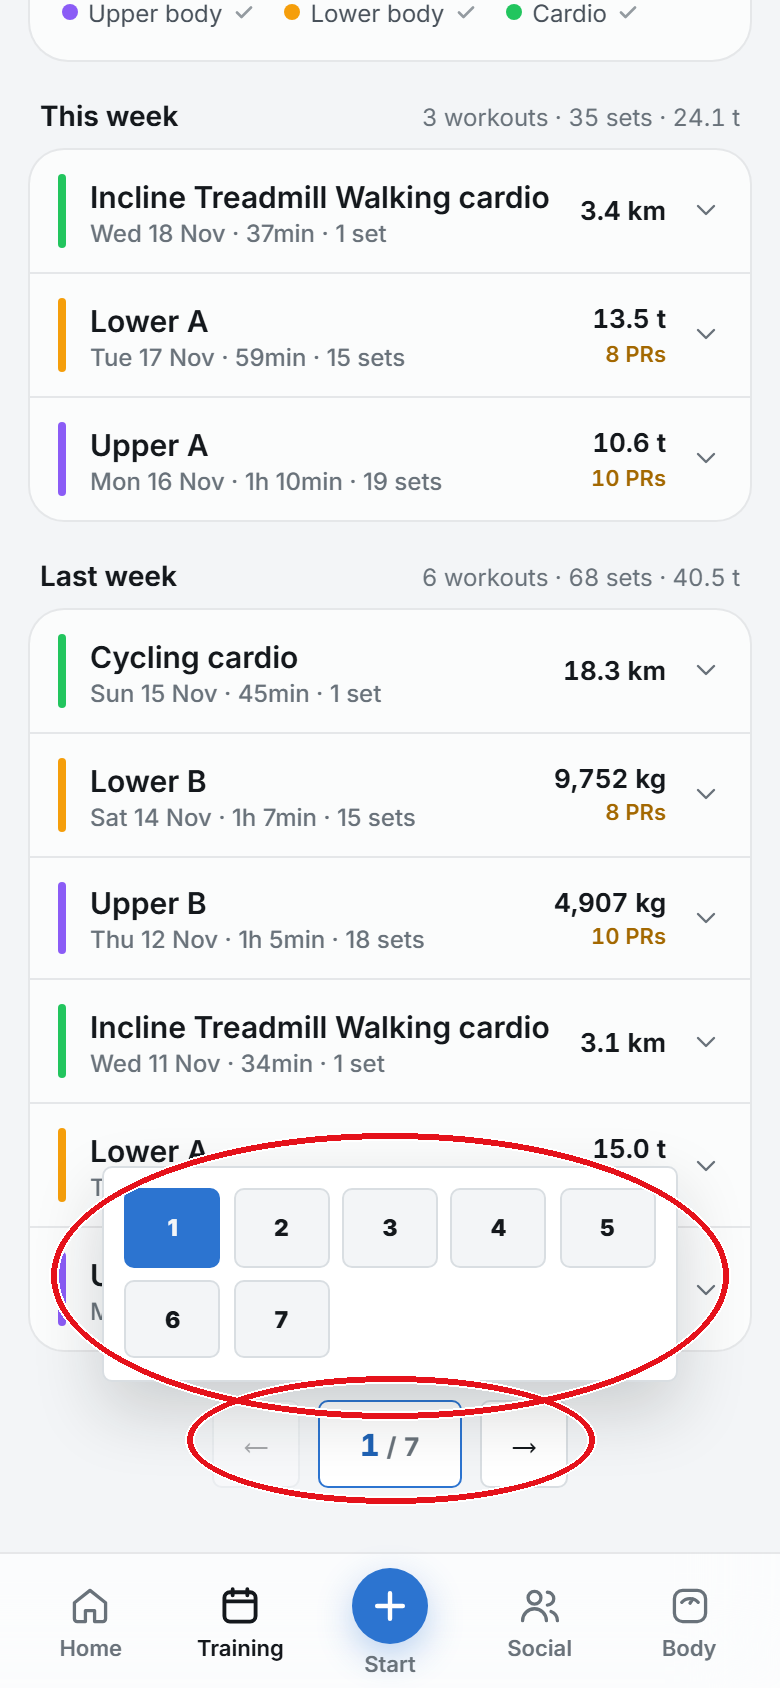 Upper body
Lower body
Cardio
This week
3 workouts · 35 sets · 24.1 t
Incline Treadmill Walking cardio
3.4 km
Wed 18 Nov · 37min · 1 set
Lower A
13.5 t
Tue 17 Nov · 59min · 15 sets
8 PRs
Upper A
10.6 t
Mon 16 Nov · 1h 10min · 19 sets
10 PRs
Last week
6 workouts · 68 sets · 40.5 t
Cycling cardio
18.3 km
Sun 15 Nov · 45min · 1 set
Lower B
9,752 kg
Sat 14 Nov · 1h 7min · 15 sets
8 PRs
Upper B
4,907 kg
Thu 12 Nov · 1h 5min · 18 sets
10 PRs
Incline Treadmill Walking cardio
3.1 km
Wed 11 Nov · 34min · 1 set
Lower A
15.0 t
1 2 3 4 5
6 7
← 1 / 7 →
Home
Training
Start
Social
Body